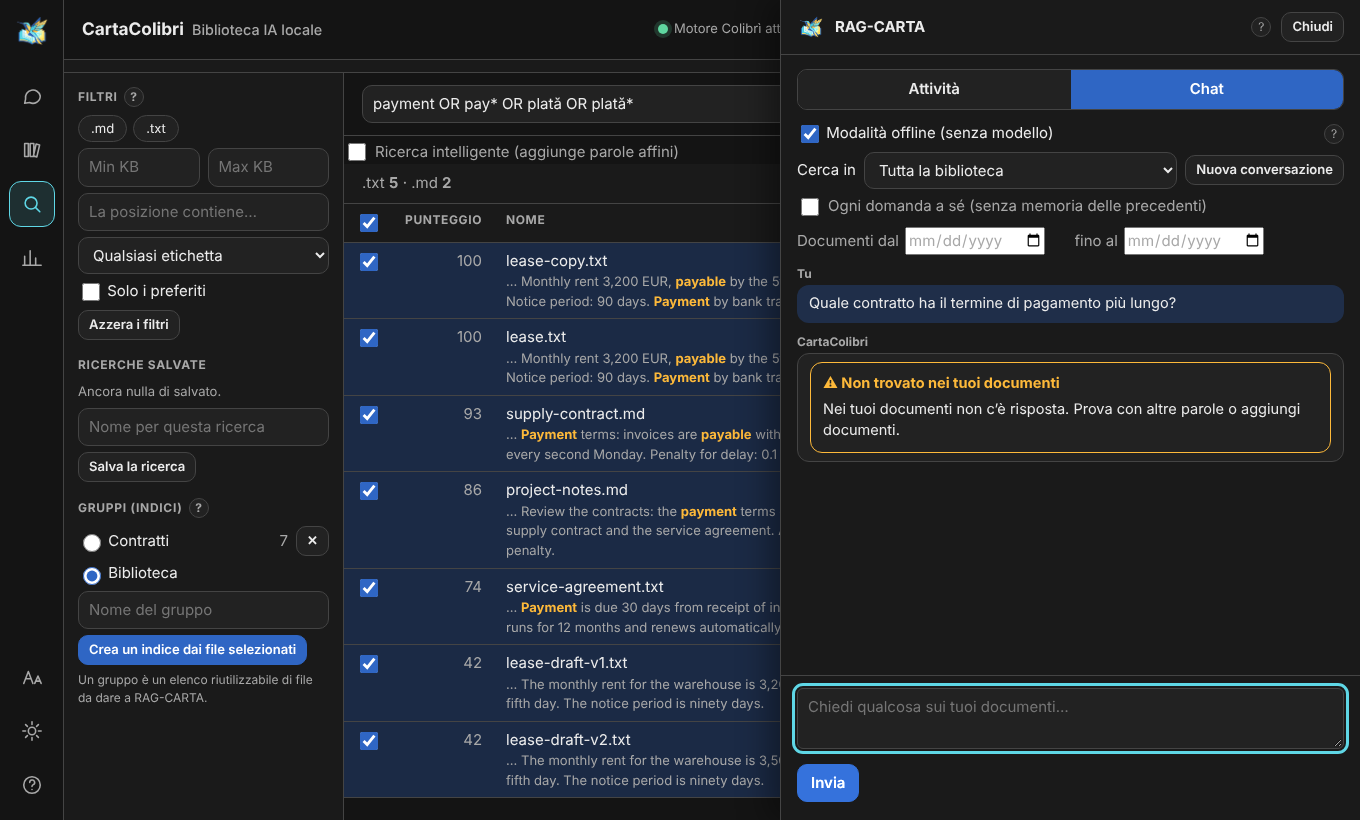 CartaColibri Biblioteca IA locale
Motore Colibrì att
FILTRI ?
.md .txt
Min KB Max KB
La posizione contiene…
Qualsiasi etichetta
Solo i preferiti
Azzera i filtri
RICERCHE SALVATE
Ancora nulla di salvato.
Nome per questa ricerca
Salva la ricerca
GRUPPI (INDICI) ?
Contratti 7 ×
Biblioteca
Nome del gruppo
Crea un indice dai file selezionati
Un gruppo è un elenco riutilizzabile di file
da dare a RAG-CARTA.
AA
?
payment OR pay* OR plată OR plată*
Ricerca intelligente (aggiunge parole affini)
.txt 5 · .md 2
PUNTEGGIO NOME
100 lease-copy.txt
… Monthly rent 3,200 EUR, payable by the 5
Notice period: 90 days. Payment by bank tra
100 lease.txt
… Monthly rent 3,200 EUR, payable by the 5
Notice period: 90 days. Payment by bank tra
93 supply-contract.md
… Payment terms: invoices are payable with
every second Monday. Penalty for delay: 0.1
86 project-notes.md
… Review the contracts: the payment terms
supply contract and the service agreement.
penalty.
74 service-agreement.txt
… Payment is due 30 days from receipt of in
runs for 12 months and renews automatically
42 lease-draft-v1.txt
… The monthly rent for the warehouse is 3,20
fifth day. The notice period is ninety days.
42 lease-draft-v2.txt
… The monthly rent for the warehouse is 3,50
fifth day. The notice period is ninety days.
RAG-CARTA ? Chiudi
Attività Chat
Modalità offline (senza modello) ?
Cerca in Tutta la biblioteca Nuova conversazione
Ogni domanda a sé (senza memoria delle precedenti)
Documenti dal mm/dd/yyyy fino al mm/dd/yyyy
Tu
Quale contratto ha il termine di pagamento più lungo?
CartaColibri
⚠ Non trovato nei tuoi documenti
Nei tuoi documenti non c’è risposta. Prova con altre parole o aggiungi
documenti.
Chiedi qualcosa sui tuoi documenti…
Invia